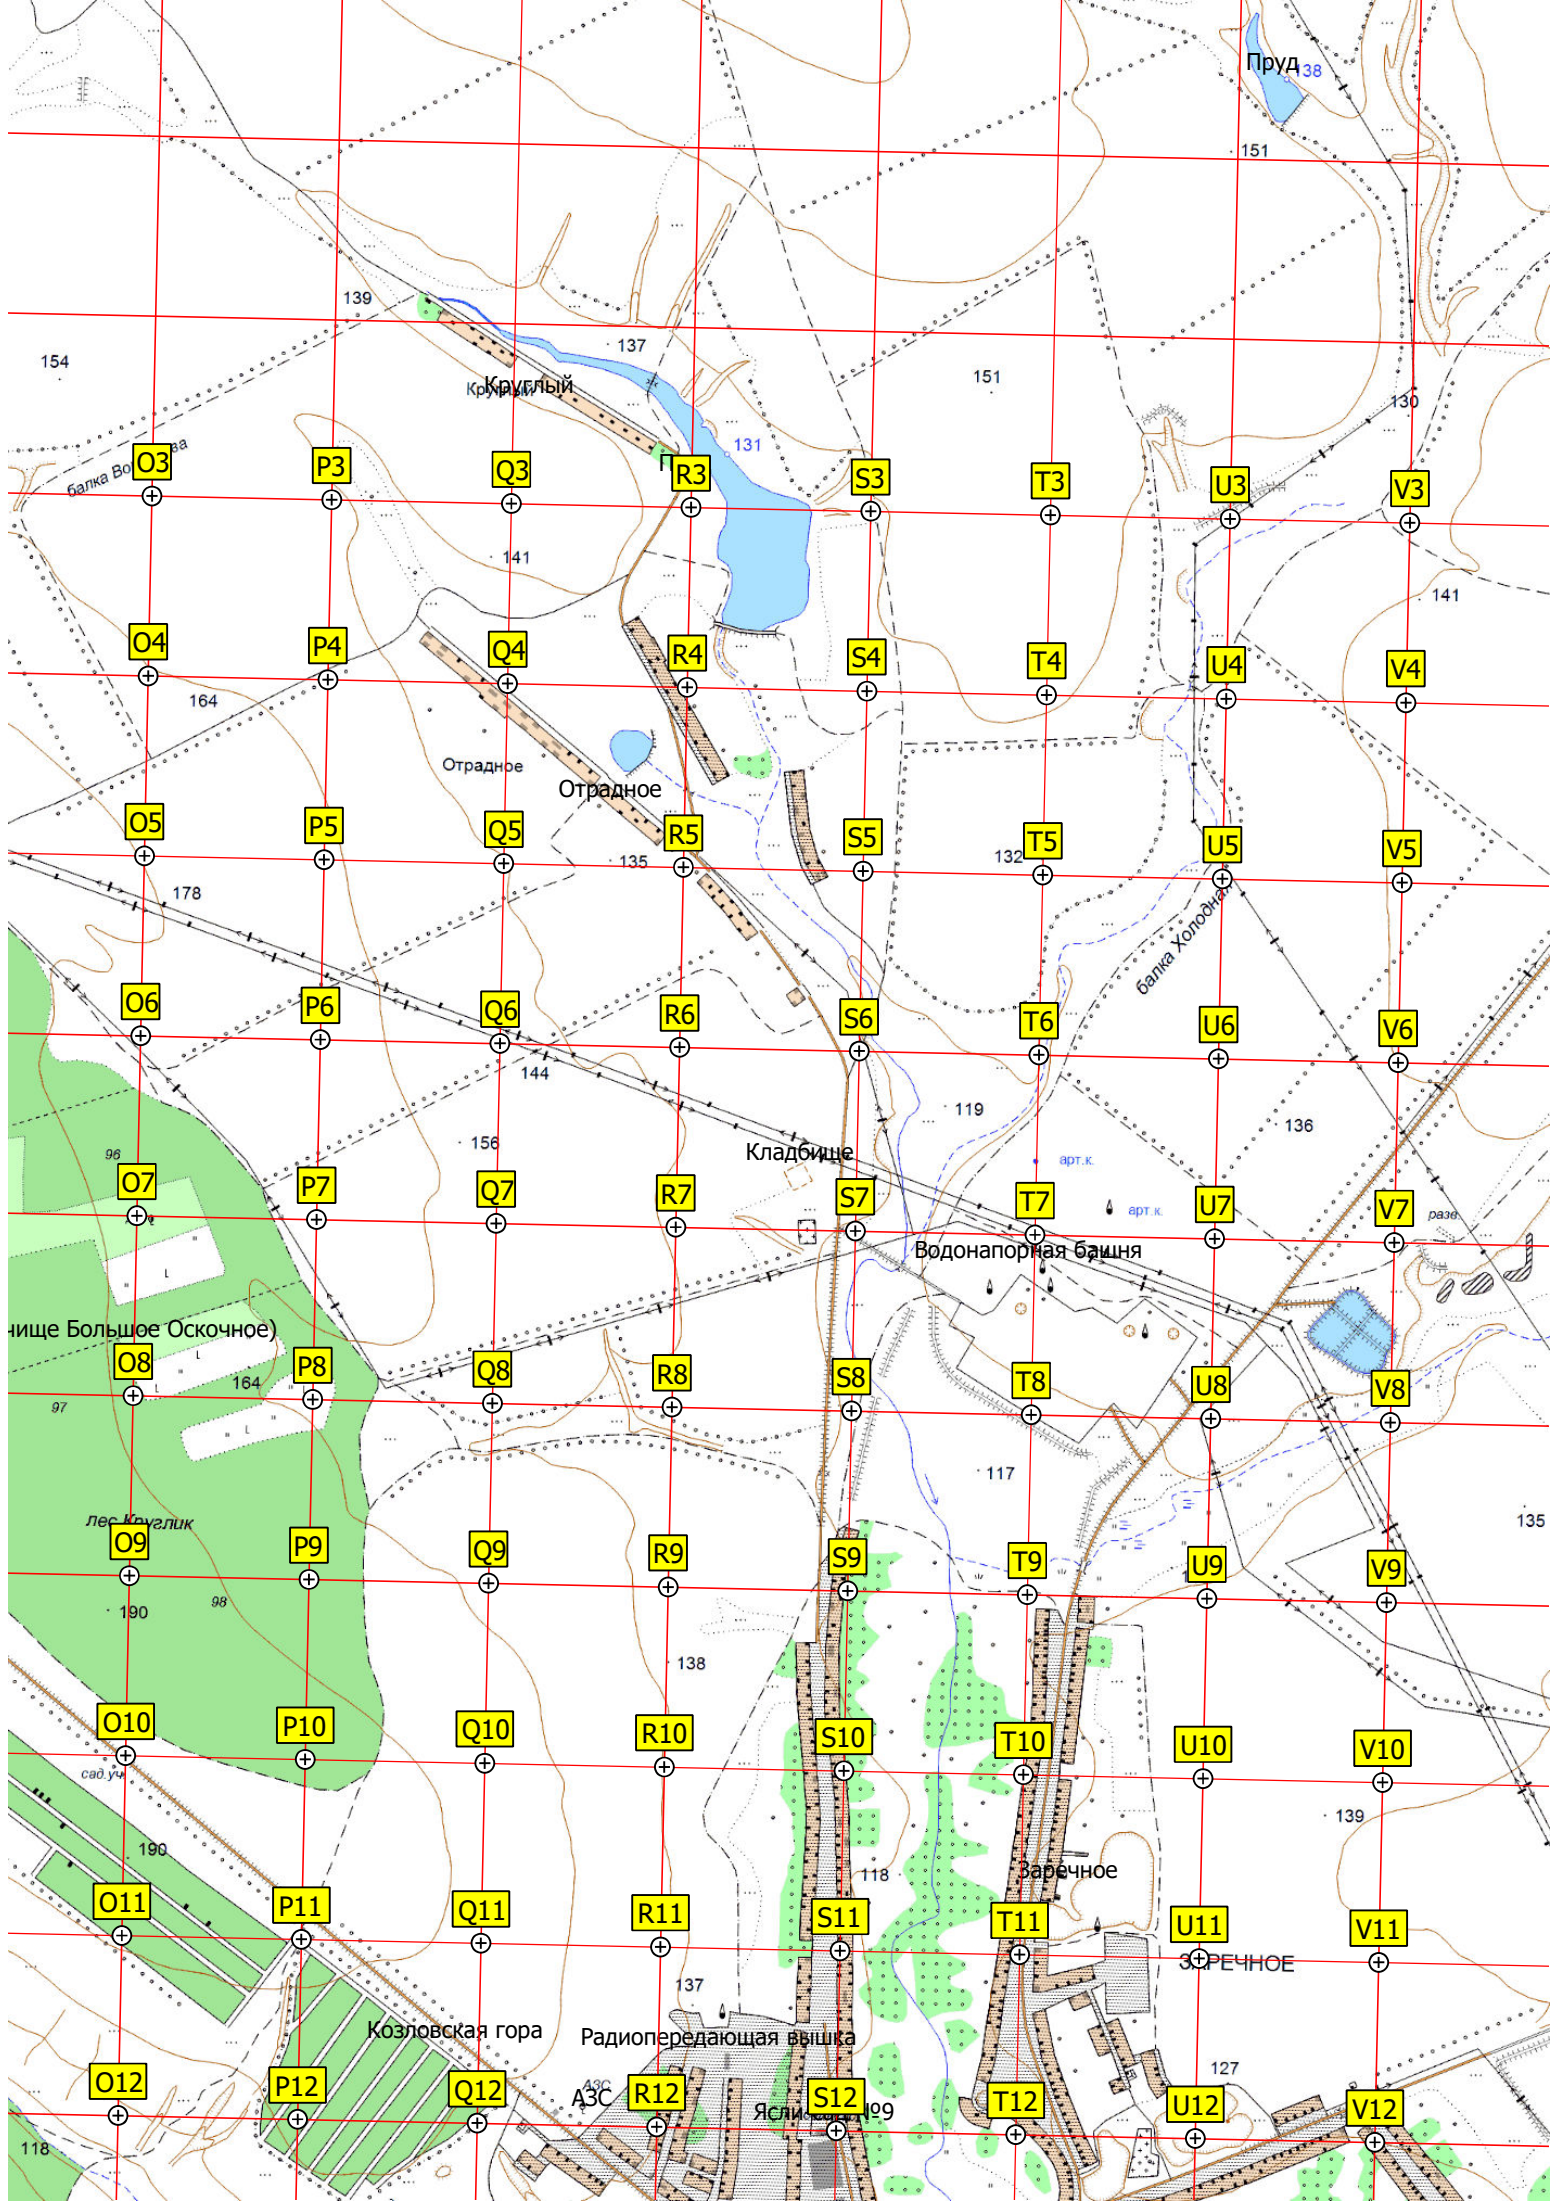 Пруд
138
151
139
137
154
Круглый
151
130
131
O3
P3
Q3
R3
S3
T3
U3
V3
141
141
O4
P4
Q4
R4
S4
T4
U4
V4
164
Отрадное
Отрадное
O5
P5
Q5
R5
S5
T5
U5
V5
135
132
178
балка Холодная
O6
P6
Q6
R6
S6
T6
U6
V6
144
119
136
156
Кладбище
96
арт.к.
O7
P7
Q7
R7
S7
T7
U7
V7
арт.к.
разв.
Водонапорная башня
чище Большое Оскочное)
O8
P8
Q8
R8
S8
T8
U8
V8
164
97
117
лес Круглик
135
O9
P9
Q9
R9
S9
T9
U9
V9
190
98
138
O10
P10
Q10
R10
S10
T10
U10
V10
сад.уч.
139
190
118
Заречное
O11
P11
Q11
R11
S11
T11
U11
V11
ЗАРЕЧНОЕ
137
Козловская гора
Радиопередающая вышка
127
O12
P12
Q12
АЗС
АЗС
R12
S12
T12
U12
V12
№9
118